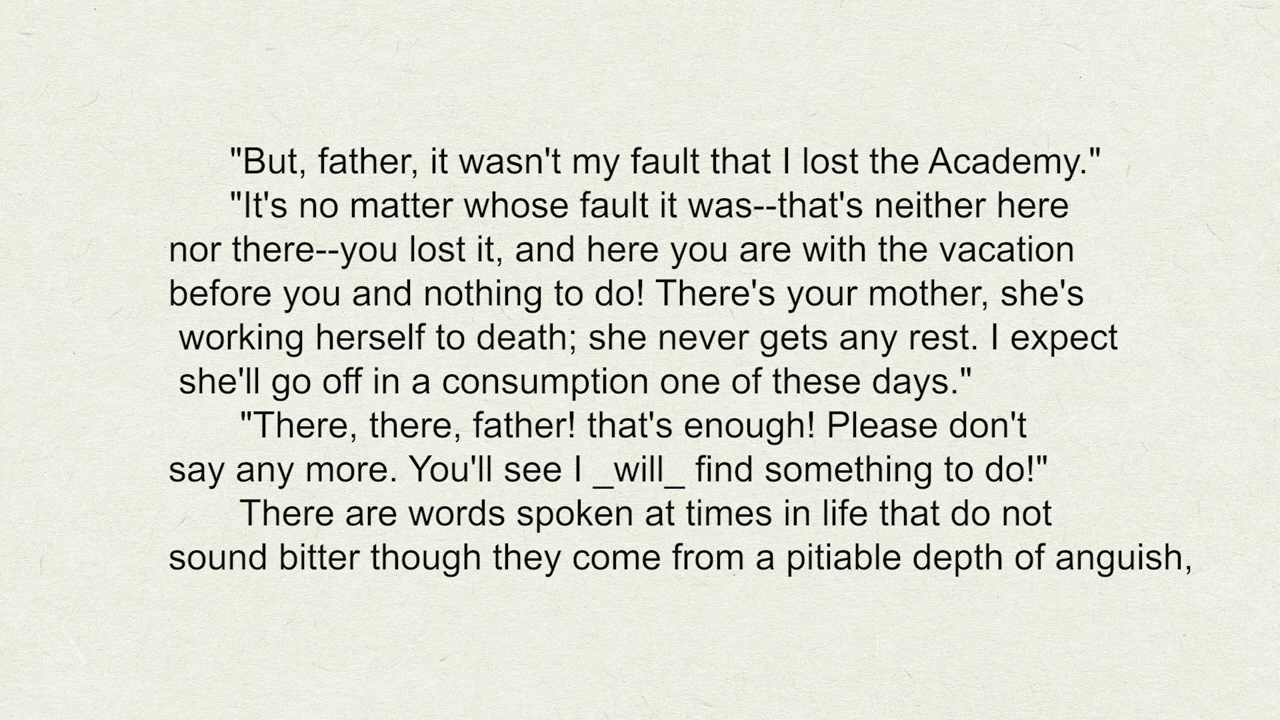 "But, father, it wasn't my fault that I lost the Academy."
"It's no matter whose fault it was--that's neither here
nor there--you lost it, and here you are with the vacation
before you and nothing to do! There's your mother, she's
working herself to death; she never gets any rest. I expect
she'll go off in a consumption one of these days."
"There, there, father! that's enough! Please don't
say any more. You'll see I _will_ find something to do!"
There are words spoken at times in life that do not
sound bitter though they come from a pitiable depth of anguish,